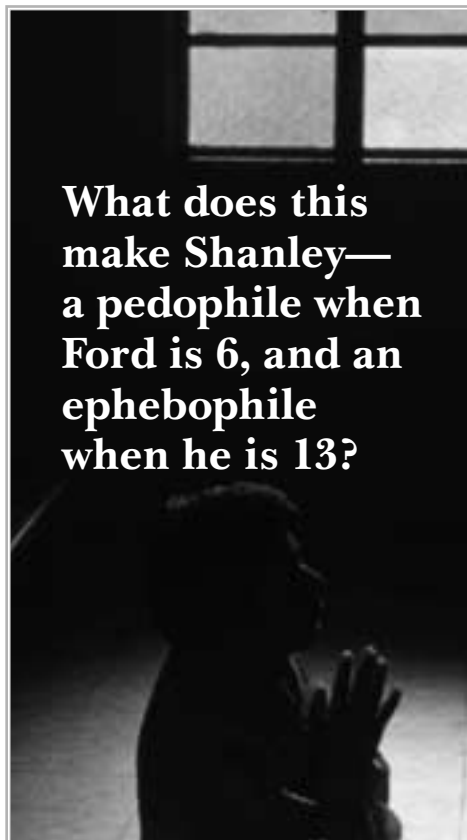 What does this
make Shanley—
a pedophile when
Ford is 6, and an
ephebophile
when he is 13?